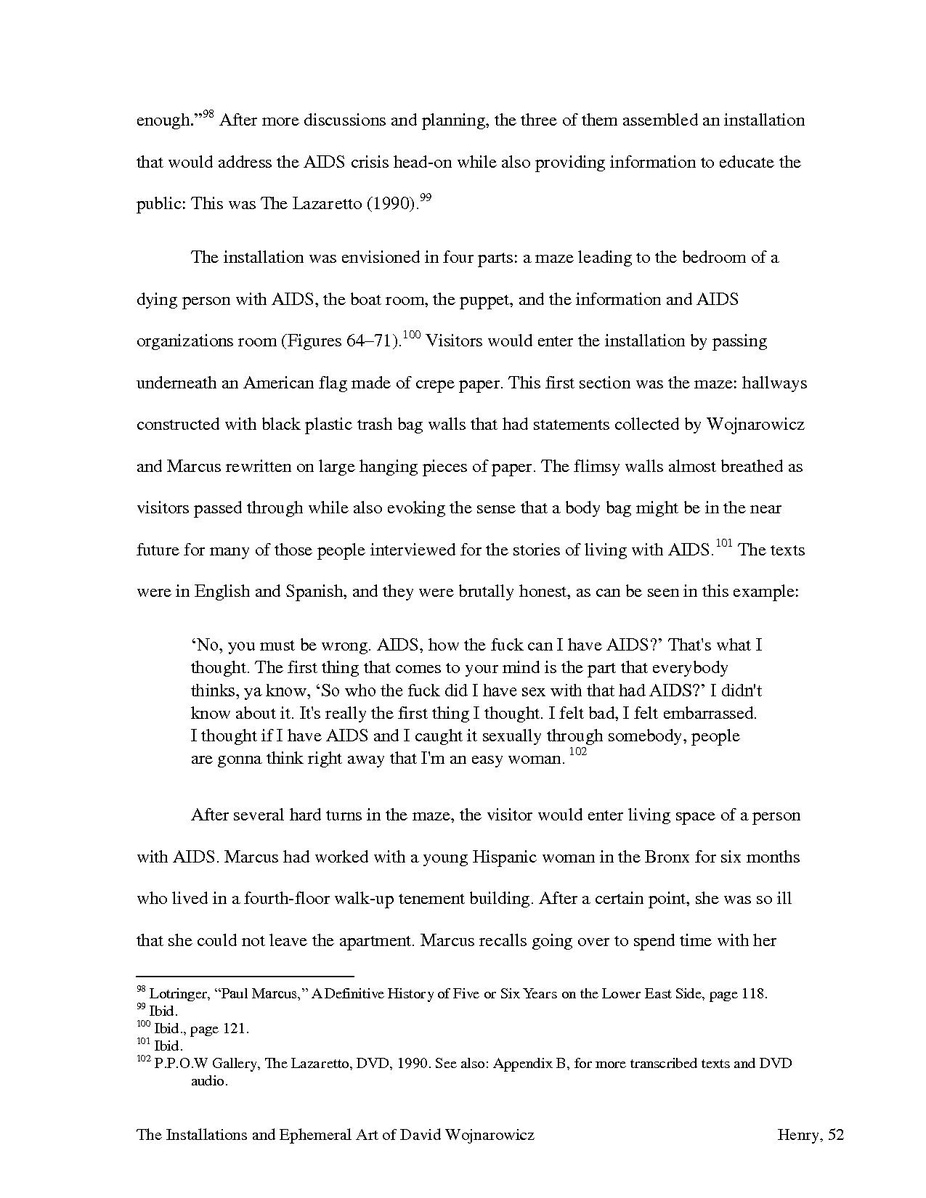 enough.”98 After more discussions and planning, the three of them assembled an installation
that would address the AIDS crisis head-on while also providing information to educate the
public: This was The Lazaretto (1990).99
The installation was envisioned in four parts: a maze leading to the bedroom of a
dying person with AIDS, the boat room, the puppet, and the information and AIDS
organizations room (Figures 64–71).100 Visitors would enter the installation by passing
underneath an American flag made of crepe paper. This first section was the maze: hallways
constructed with black plastic trash bag walls that had statements collected by Wojnarowicz
and Marcus rewritten on large hanging pieces of paper. The flimsy walls almost breathed as
visitors passed through while also evoking the sense that a body bag might be in the near
future for many of those people interviewed for the stories of living with AIDS.101 The texts
were in English and Spanish, and they were brutally honest, as can be seen in this example:
‘No, you must be wrong. AIDS, how the fuck can I have AIDS?’ That's what I
thought. The first thing that comes to your mind is the part that everybody
thinks, ya know, ‘So who the fuck did I have sex with that had AIDS?’ I didn't
know about it. It's really the first thing I thought. I felt bad, I felt embarrassed.
I thought if I have AIDS and I caught it sexually through somebody, people
are gonna think right away that I'm an easy woman. 102
After several hard turns in the maze, the visitor would enter living space of a person
with AIDS. Marcus had worked with a young Hispanic woman in the Bronx for six months
who lived in a fourth-floor walk-up tenement building. After a certain point, she was so ill
that she could not leave the apartment. Marcus recalls going over to spend time with her
98 Lotringer, “Paul Marcus,” A Definitive History of Five or Six Years on the Lower East Side, page 118.
99 Ibid.
100 Ibid., page 121.
101 Ibid.
102 P.P.O.W Gallery, The Lazaretto, DVD, 1990. See also: Appendix B, for more transcribed texts and DVD
audio.
The Installations and Ephemeral Art of David Wojnarowicz Henry, 52